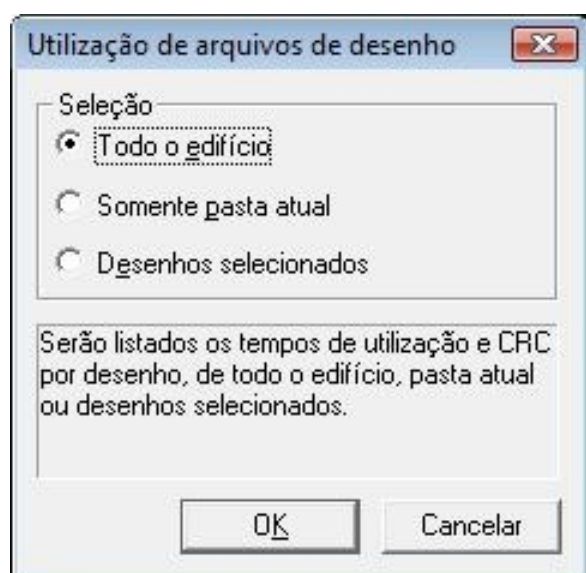 Utilização de arquivos de desenho
Seleção
Todo o edifício
Somente pasta atual
Desenhos selecionados
Serão listados os tempos de utilização e CRC
por desenho, de todo o edifício, pasta atual
ou desenhos selecionados.
OK
Cancelar